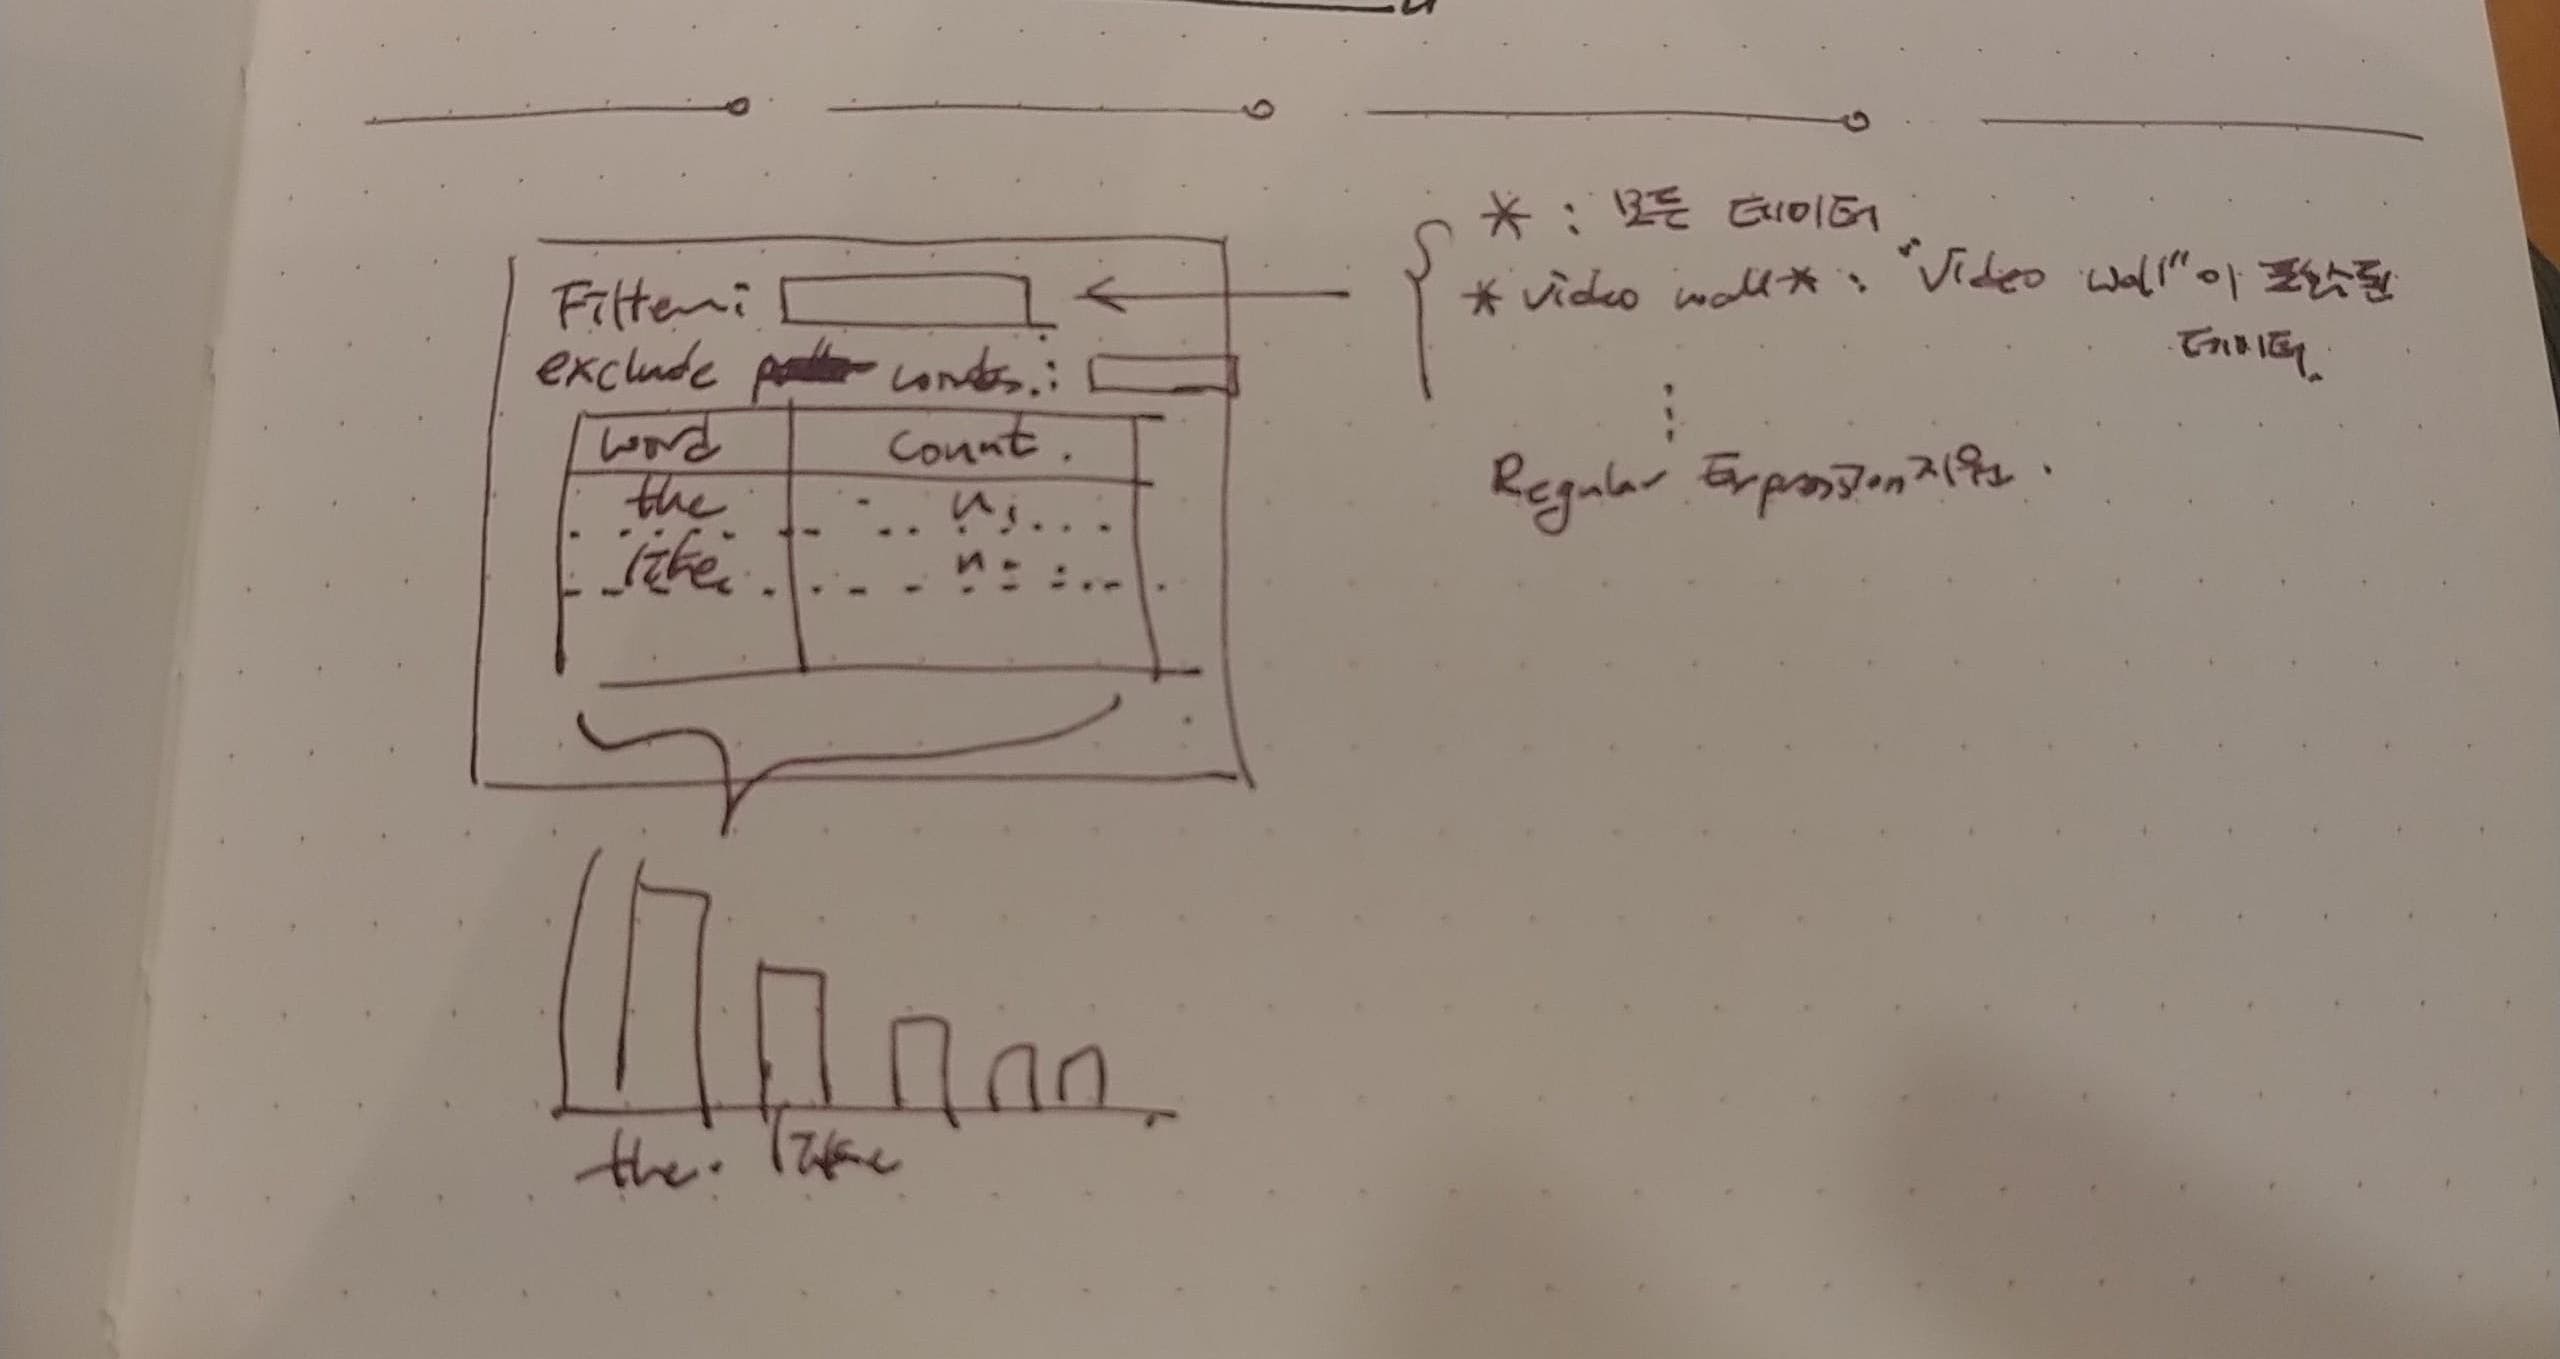 * : 모든 데이터
Filter:
* video wall * : "Video wall"이 포함된
데이터.
exclude words.:
word count.
the n
like n
Regular Expression 지원.
the. like